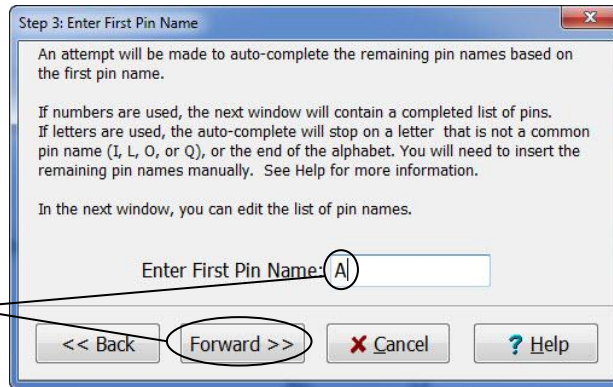 Step 3: Enter First Pin Name
An attempt will be made to auto-complete the remaining pin names based on
the first pin name.
If numbers are used, the next window will contain a completed list of pins.
If letters are used, the auto-complete will stop on a letter that is not a common
pin name (I, L, O, or Q), or the end of the alphabet. You will need to insert the
remaining pin names manually. See Help for more information.
In the next window, you can edit the list of pin names.
Enter First Pin Name: A
<< Back Forward >> Cancel ? Help